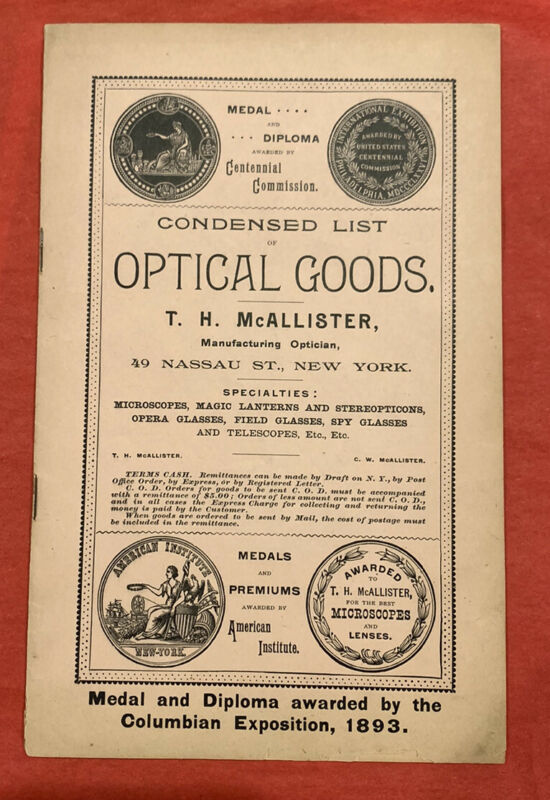 MEDAL ....
AND
... DIPLOMA
AWARDED BY
Centennial
Commission.
INTERNATIONAL EXHIBITION
PHILADELPHIA MDCCCLXXVI
AWARDED BY
UNITED STATES
CENTENNIAL
COMMISSION
CONDENSED LIST
OF
OPTICAL GOODS.
T. H. McALLISTER,
Manufacturing Optician,
49 NASSAU ST., NEW YORK.
SPECIALTIES:
MICROSCOPES, MAGIC LANTERNS AND STEREOPTICONS,
OPERA GLASSES, FIELD GLASSES, SPY GLASSES
AND TELESCOPES, Etc., Etc.
T. H. McALLISTER. C. W. McALLISTER.
TERMS CASH. Remittances can be made by Draft on N. Y., by Post
Office Order, by Express, or by Registered Letter.
C. O. D. Orders for goods to be sent C. O. D. must be accompanied
with a remittance of $5.00; Orders of less amount are not sent C. O. D.,
and in all cases the Express Charge for collecting and returning the
money is paid by the Customer.
When goods are ordered to be sent by Mail, the cost of postage must
be included in the remittance.
AMERICAN INSTITUTE
NEW-YORK.
MEDALS
AND
PREMIUMS
AWARDED BY
American
Institute.
AWARDED
TO
T. H. McALLISTER,
FOR THE BEST
MICROSCOPES
AND
LENSES.
Medal and Diploma awarded by the
Columbian Exposition, 1893.